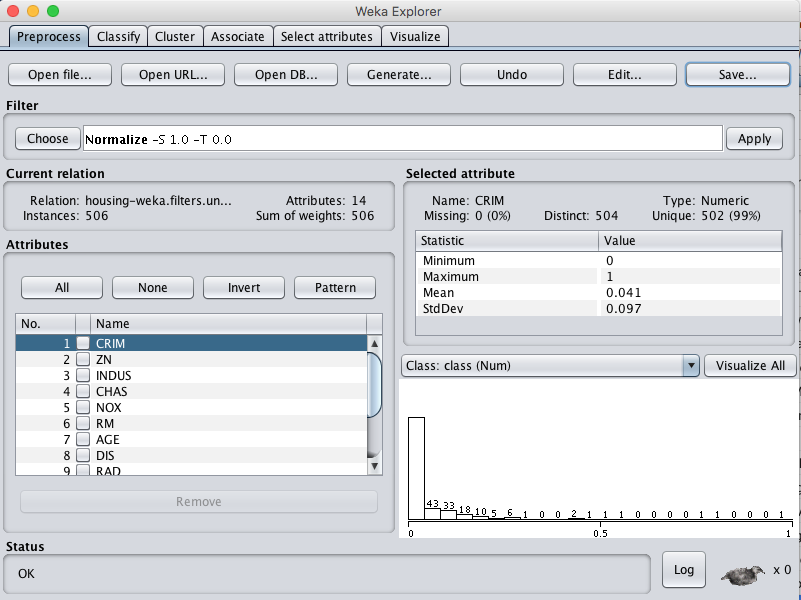 Weka Explorer
Preprocess Classify Cluster Associate Select attributes Visualize
Open file... Open URL... Open DB... Generate... Undo Edit... Save...
Filter
Choose Normalize -S 1.0 -T 0.0 Apply
Current relation
Relation: housing-weka.filters.un... Attributes: 14
Instances: 506 Sum of weights: 506
Attributes
All None Invert Pattern
No. Name
1 CRIM
2 ZN
3 INDUS
4 CHAS
5 NOX
6 RM
7 AGE
8 DIS
9 RAD
Remove
Selected attribute
Name: CRIM Type: Numeric
Missing: 0 (0%) Distinct: 504 Unique: 502 (99%)
Statistic Value
Minimum 0
Maximum 1
Mean 0.041
StdDev 0.097
Class: class (Num) Visualize All
43 33 18 10 5 6 1 0 0 2 1 1 1 0 0 0 0 1 1 0 0 0 1
0 0.5 1
Status
OK
Log x 0